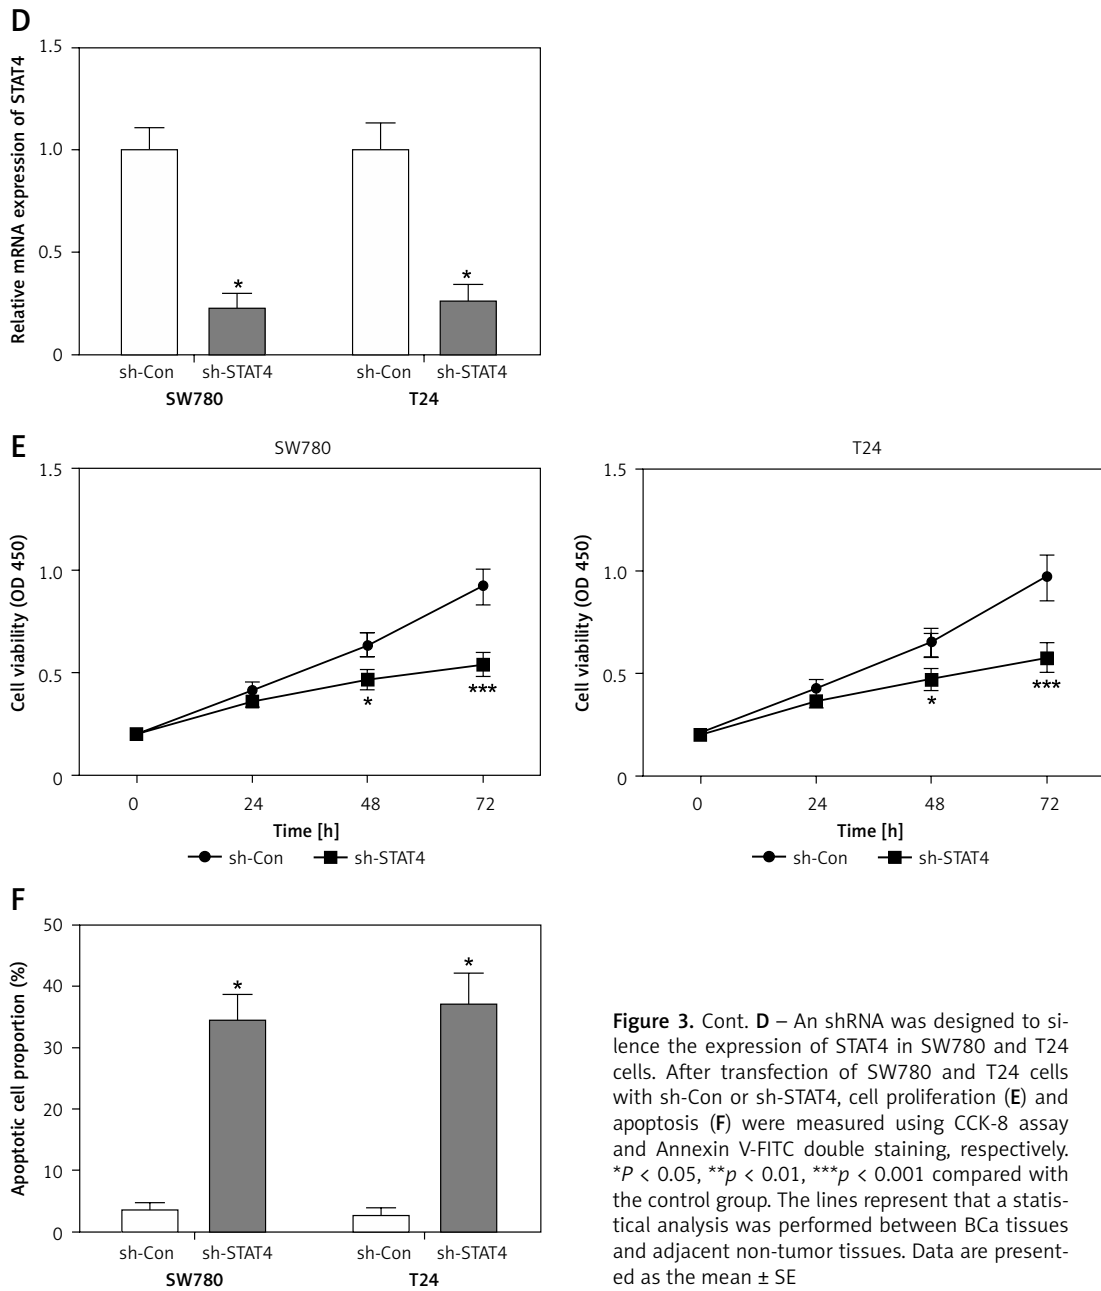 D
Relative mRNA expression of STAT4
1.5
1.0
0.5
0
*
*
sh-Con sh-STAT4 sh-Con sh-STAT4
SW780 T24
E
SW780
Cell viability (OD 450)
1.5
1.0
0.5
0
*
***
0 24 48 72
Time [h]
sh-Con sh-STAT4
T24
Cell viability (OD 450)
1.5
1.0
0.5
0
*
***
0 24 48 72
Time [h]
sh-Con sh-STAT4
F
Apoptotic cell proportion (%)
50
40
30
20
10
0
*
*
sh-Con sh-STAT4 sh-Con sh-STAT4
SW780 T24
Figure 3. Cont. D – An shRNA was designed to si-
lence the expression of STAT4 in SW780 and T24
cells. After transfection of SW780 and T24 cells
with sh-Con or sh-STAT4, cell proliferation (E) and
apoptosis (F) were measured using CCK-8 assay
and Annexin V-FITC double staining, respectively.
*P < 0.05, **p < 0.01, ***p < 0.001 compared with
the control group. The lines represent that a statis-
tical analysis was performed between BCa tissues
and adjacent non-tumor tissues. Data are present-
ed as the mean ± SE